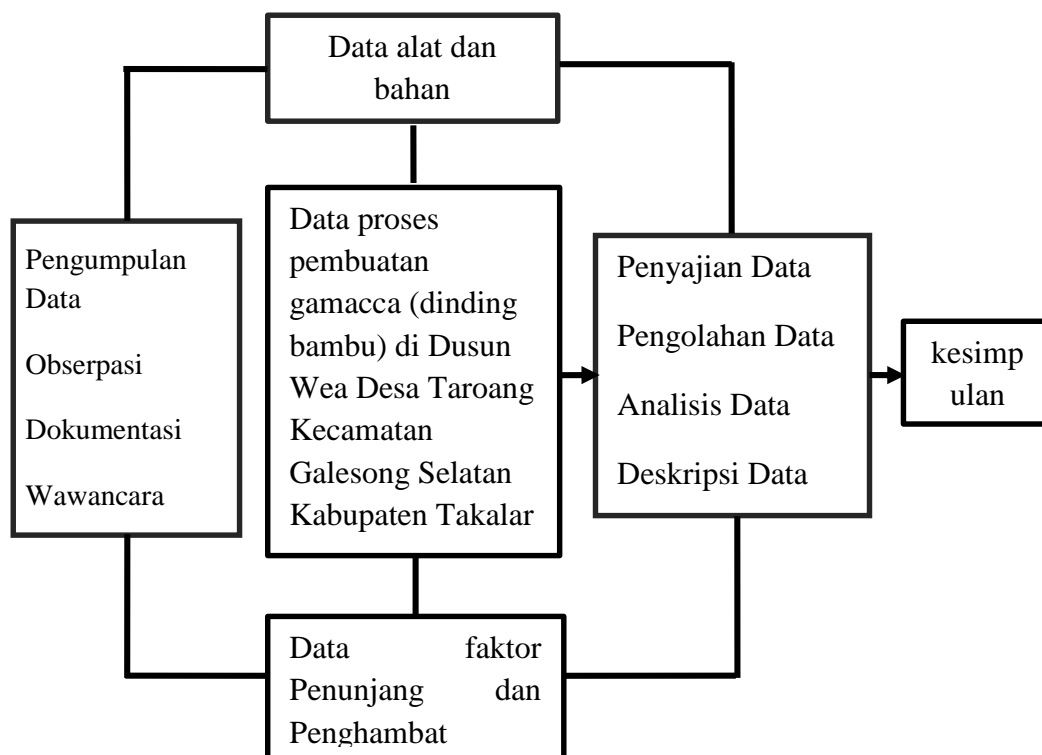 Data alat dan
bahan
Pengumpulan
Data
Obserpasi
Dokumentasi
Wawancara
Data proses
pembuatan
gamacca (dinding
bambu) di Dusun
Wea Desa Taroang
Kecamatan
Galesong Selatan
Kabupaten Takalar
Penyajian Data
Pengolahan Data
Analisis Data
Deskripsi Data
kesimp
ulan
Data faktor
Penunjang dan
Penghambat